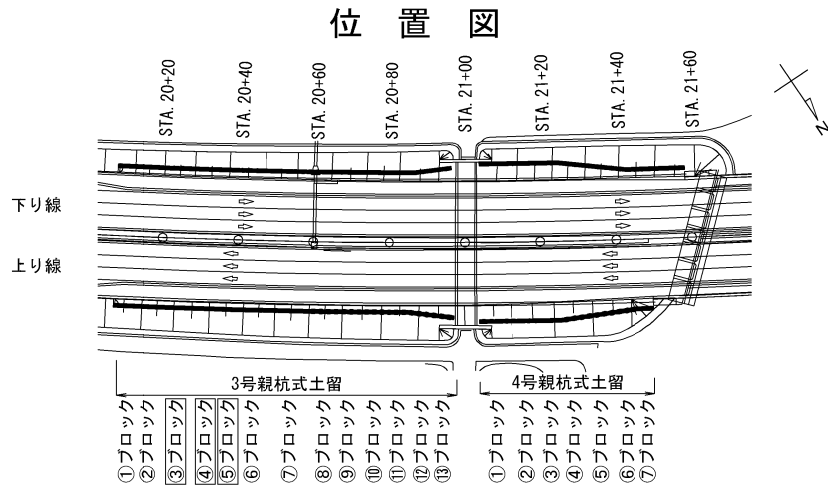 位置図
STA. 20+20
STA. 20+40
STA. 20+60
STA. 20+80
STA. 21+00
STA. 21+20
STA. 21+40
STA. 21+60
N
下り線
上り線
3号親杭式土留
4号親杭式土留
①ブロック
②ブロック
③ブロック
④ブロック
⑤ブロック
⑥ブロック
⑦ブロック
⑧ブロック
⑨ブロック
⑩ブロック
⑪ブロック
⑫ブロック
⑬ブロック
①ブロック
②ブロック
③ブロック
④ブロック
⑤ブロック
⑥ブロック
⑦ブロック